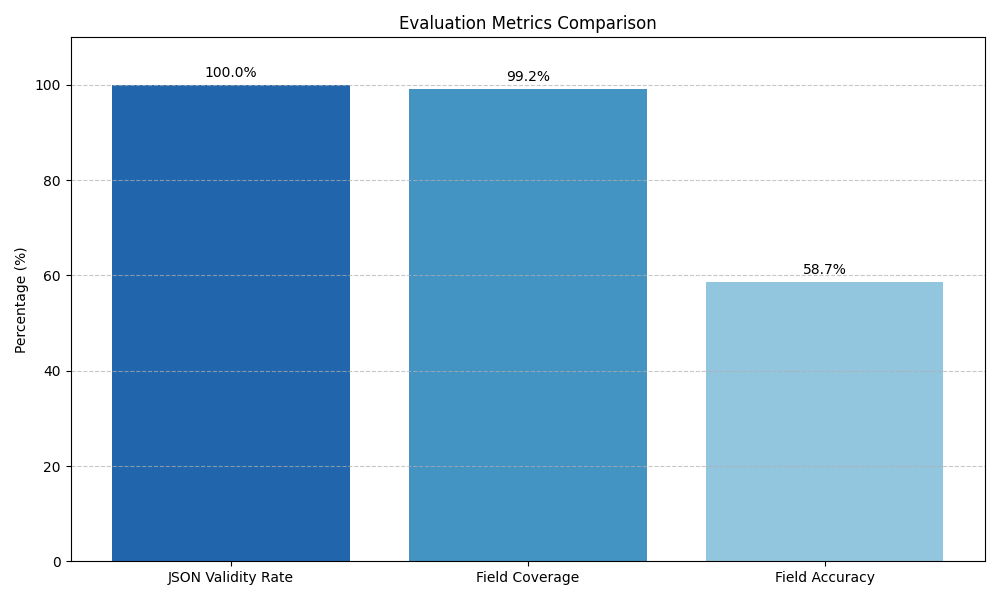 Evaluation Metrics Comparison
100.0%
99.2%
58.7%
Percentage (%)
100
80
60
40
20
0
JSON Validity Rate
Field Coverage
Field Accuracy